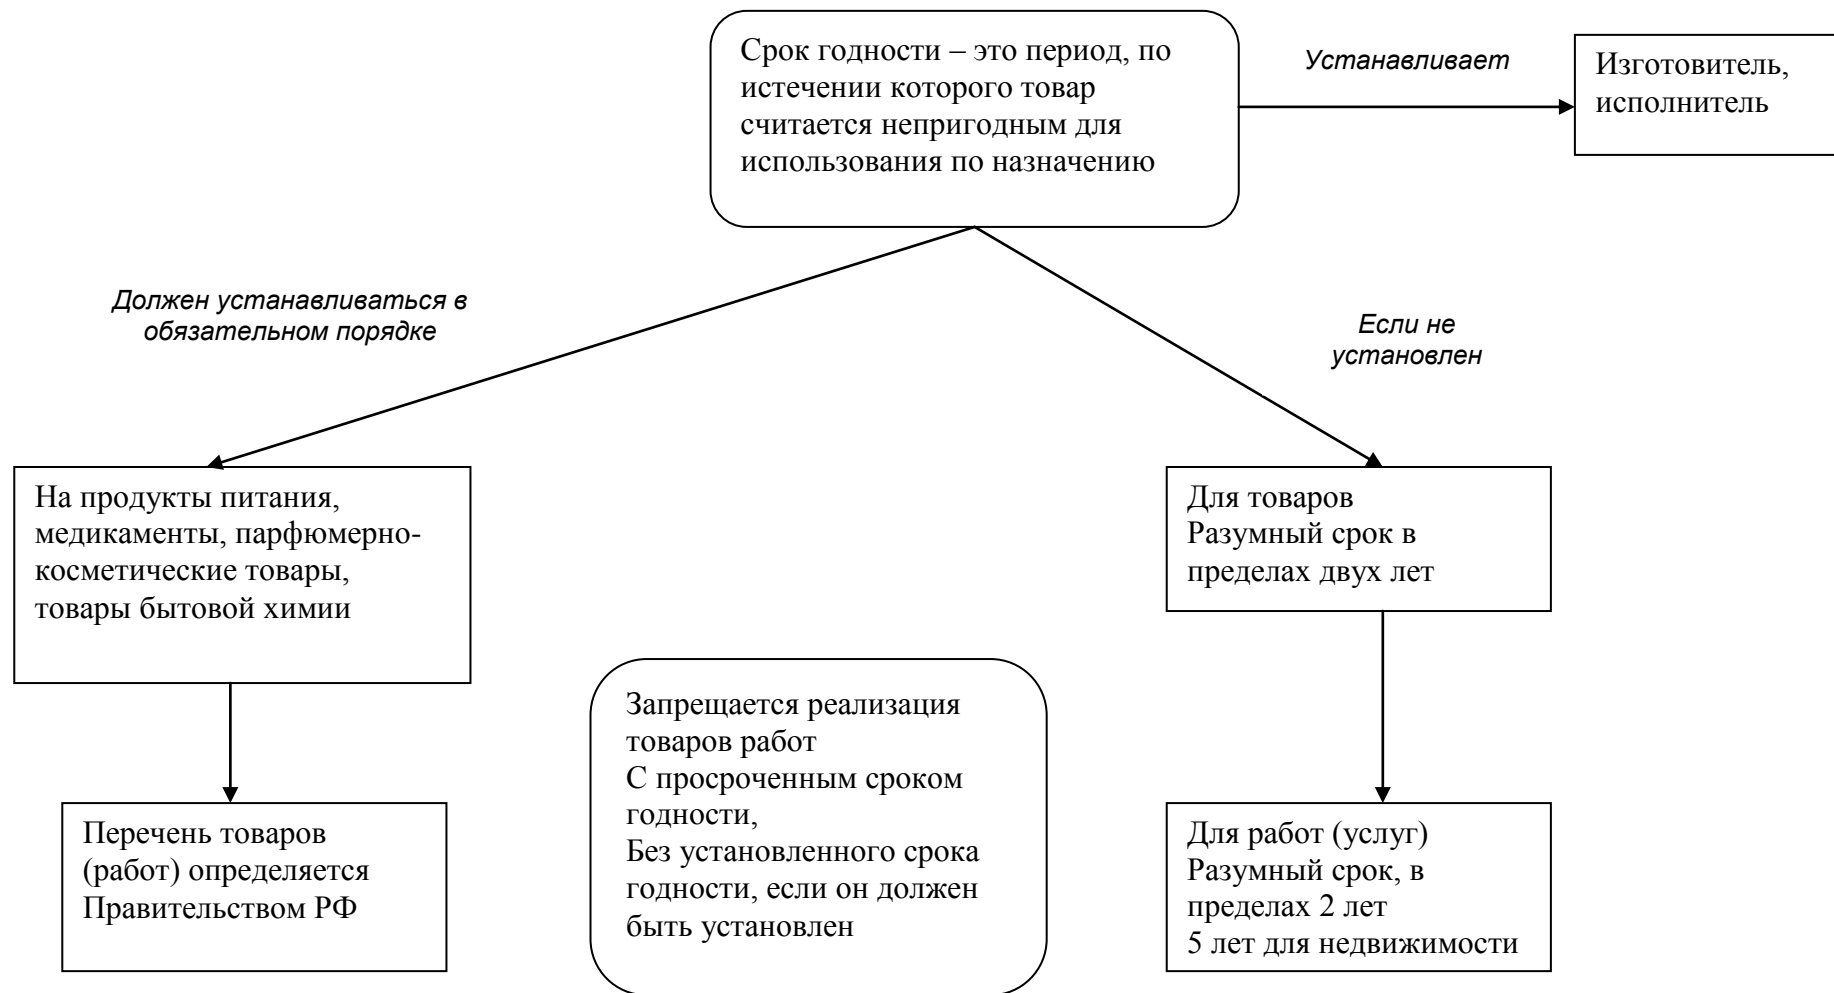 Срок годности – это период, по
истечении которого товар
считается непригодным для
использования по назначению
Устанавливает
Изготовитель,
исполнитель
Должен устанавливаться в
обязательном порядке
Если не
установлен
На продукты питания,
медикаменты, парфюмерно-
косметические товары,
товары бытовой химии
Для товаров
Разумный срок в
пределах двух лет
Запрещается реализация
товаров работ
С просроченным сроком
годности,
Без установленного срока
годности, если он должен
быть установлен
Перечень товаров
(работ) определяется
Правительством РФ
Для работ (услуг)
Разумный срок, в
пределах 2 лет
5 лет для недвижимости